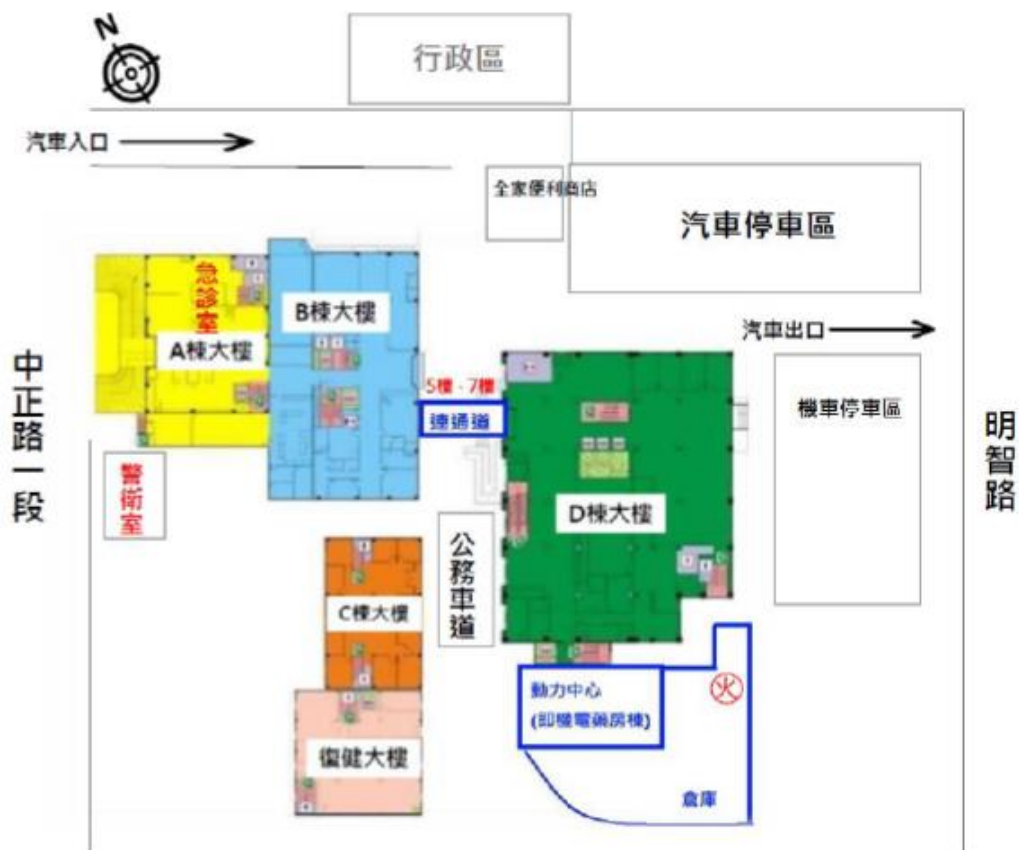 N
行政區
汽車入口
全家便利商店
汽車停車區
急診室
B棟大樓
A棟大樓
汽車出口
5樓 - 7樓
連通道
機車停車區
中正路一段
明智路
警衛室
D棟大樓
公務車道
C棟大樓
火
動力中心
(即機電藥房棟)
復健大樓
倉庫